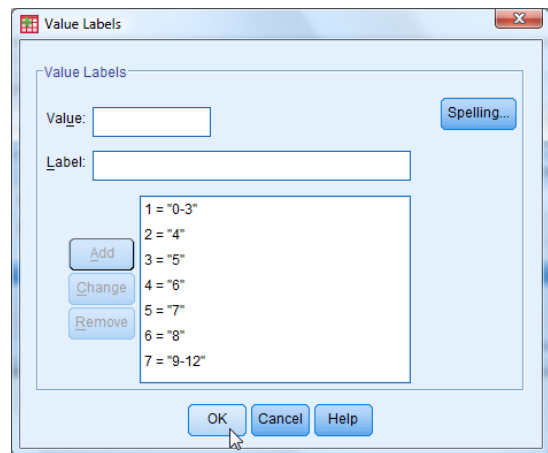 Value Labels
Value Labels
Value:
Spelling...
Label:
1 = "0-3"
2 = "4"
3 = "5"
4 = "6"
5 = "7"
6 = "8"
7 = "9-12"
Add
Change
Remove
OK Cancel Help